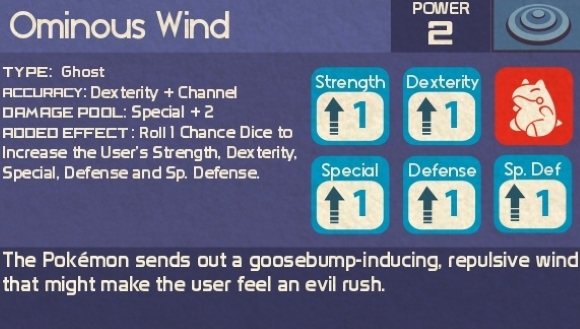 Ominous Wind
POWER
2
TYPE: Ghost
ACCURACY: Dexterity + Channel
DAMAGE POOL: Special + 2
ADDED EFFECT: Roll 1 Chance Dice to
Increase the User's Strength, Dexterity,
Special, Defense and Sp. Defense.
Strength
1
Dexterity
1
Special
1
Defense
1
Sp. Def
1
The Pokémon sends out a goosebump-inducing, repulsive wind
that might make the user feel an evil rush.